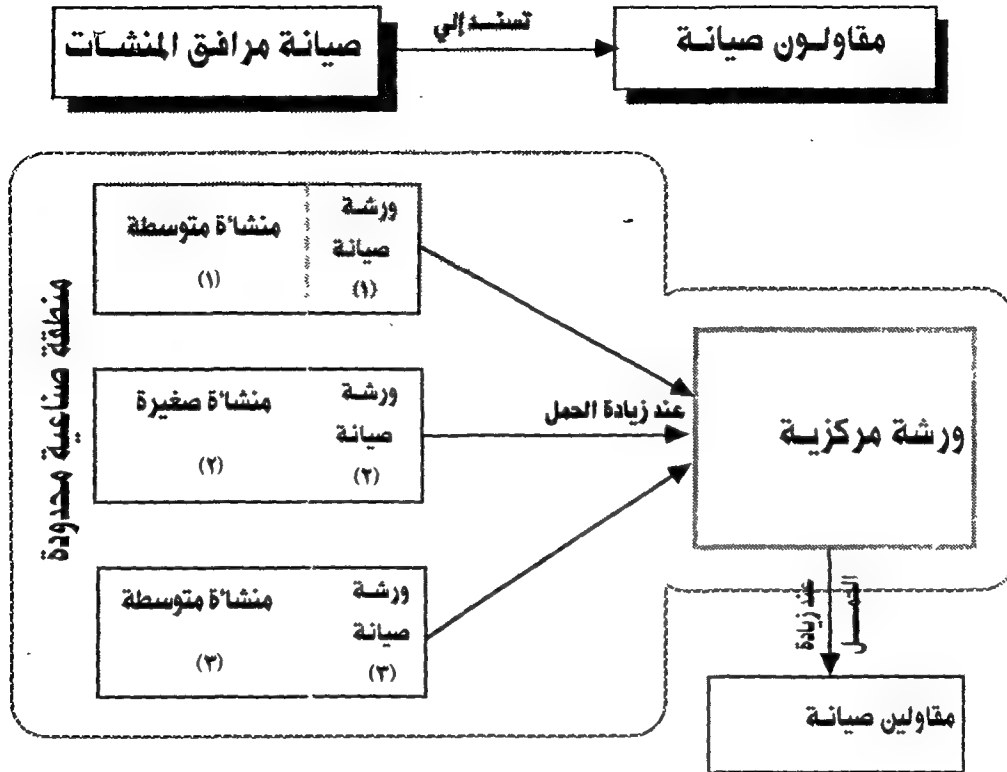 صيانة مرافق المنشآت
تسند إلي
مقاولون صيانة
منطقة صناعية محدودة
منشأة متوسطة
(١)
ورشة
صيانة
(١)
منشأة صغيرة
(٢)
ورشة
صيانة
(٢)
منشأة متوسطة
(٣)
ورشة
صيانة
(٣)
عند زيادة الحمل
ورشة مركزية
عند زيادة
الحمل
مقاولين صيانة